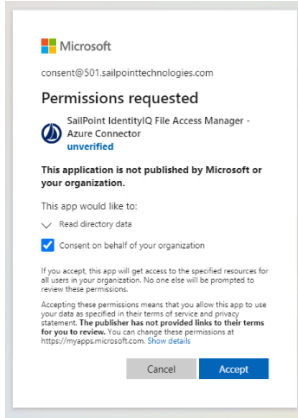 Microsoft
consent@501.sailpointtechnologies.com
Permissions requested
SailPoint IdentityIQ File Access Manager -
Azure Connector
unverified
This application is not published by Microsoft or
your organization.
This app would like to:
Read directory data
Consent on behalf of your organization
If you accept, this app will get access to the specified resources for
all users in your organization. No one else will be prompted to
review these permissions.
Accepting these permissions means that you allow this app to use
your data as specified in their terms of service and privacy
statement. The publisher has not provided links to their terms
for you to review. You can change these permissions at
https://myapps.microsoft.com. Show details
Cancel
Accept